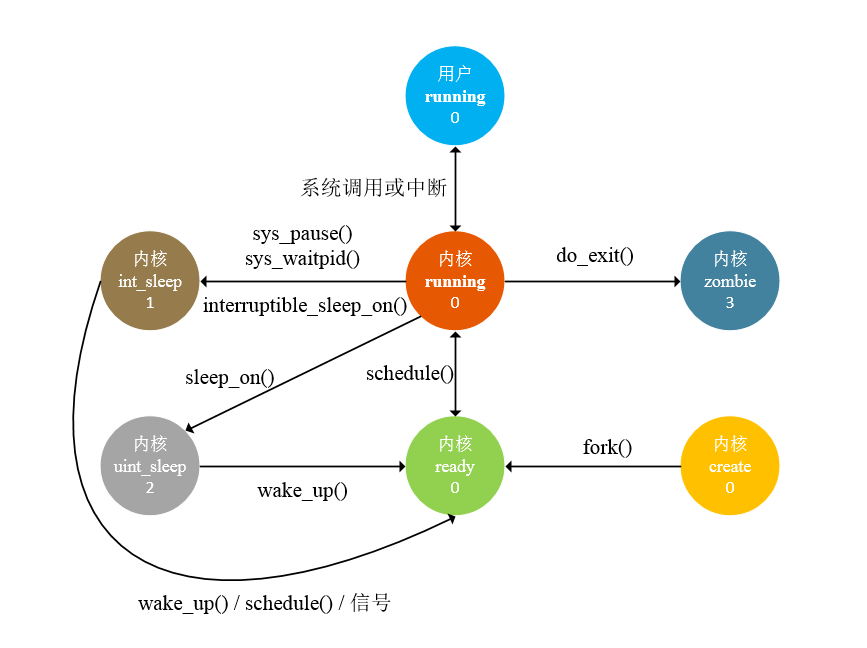 用户
running
0
系统调用或中断
sys_pause()
sys_waitpid()
do_exit()
内核
int_sleep
1
内核
running
0
内核
zombie
3
interruptible_sleep_on()
sleep_on()
schedule()
内核
uint_sleep
2
内核
ready
0
内核
create
0
fork()
wake_up()
wake_up() / schedule() / 信号